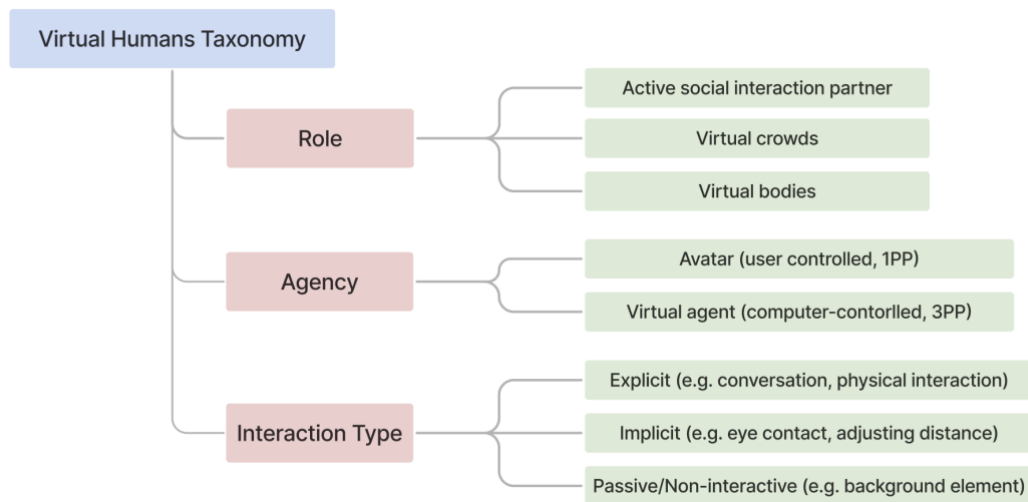 Virtual Humans Taxonomy
Role
Active social interaction partner
Virtual crowds
Virtual bodies
Agency
Avatar (user controlled, 1PP)
Virtual agent (computer-contorlled, 3PP)
Interaction Type
Explicit (e.g. conversation, physical interaction)
Implicit (e.g. eye contact, adjusting distance)
Passive/Non-interactive (e.g. background element)